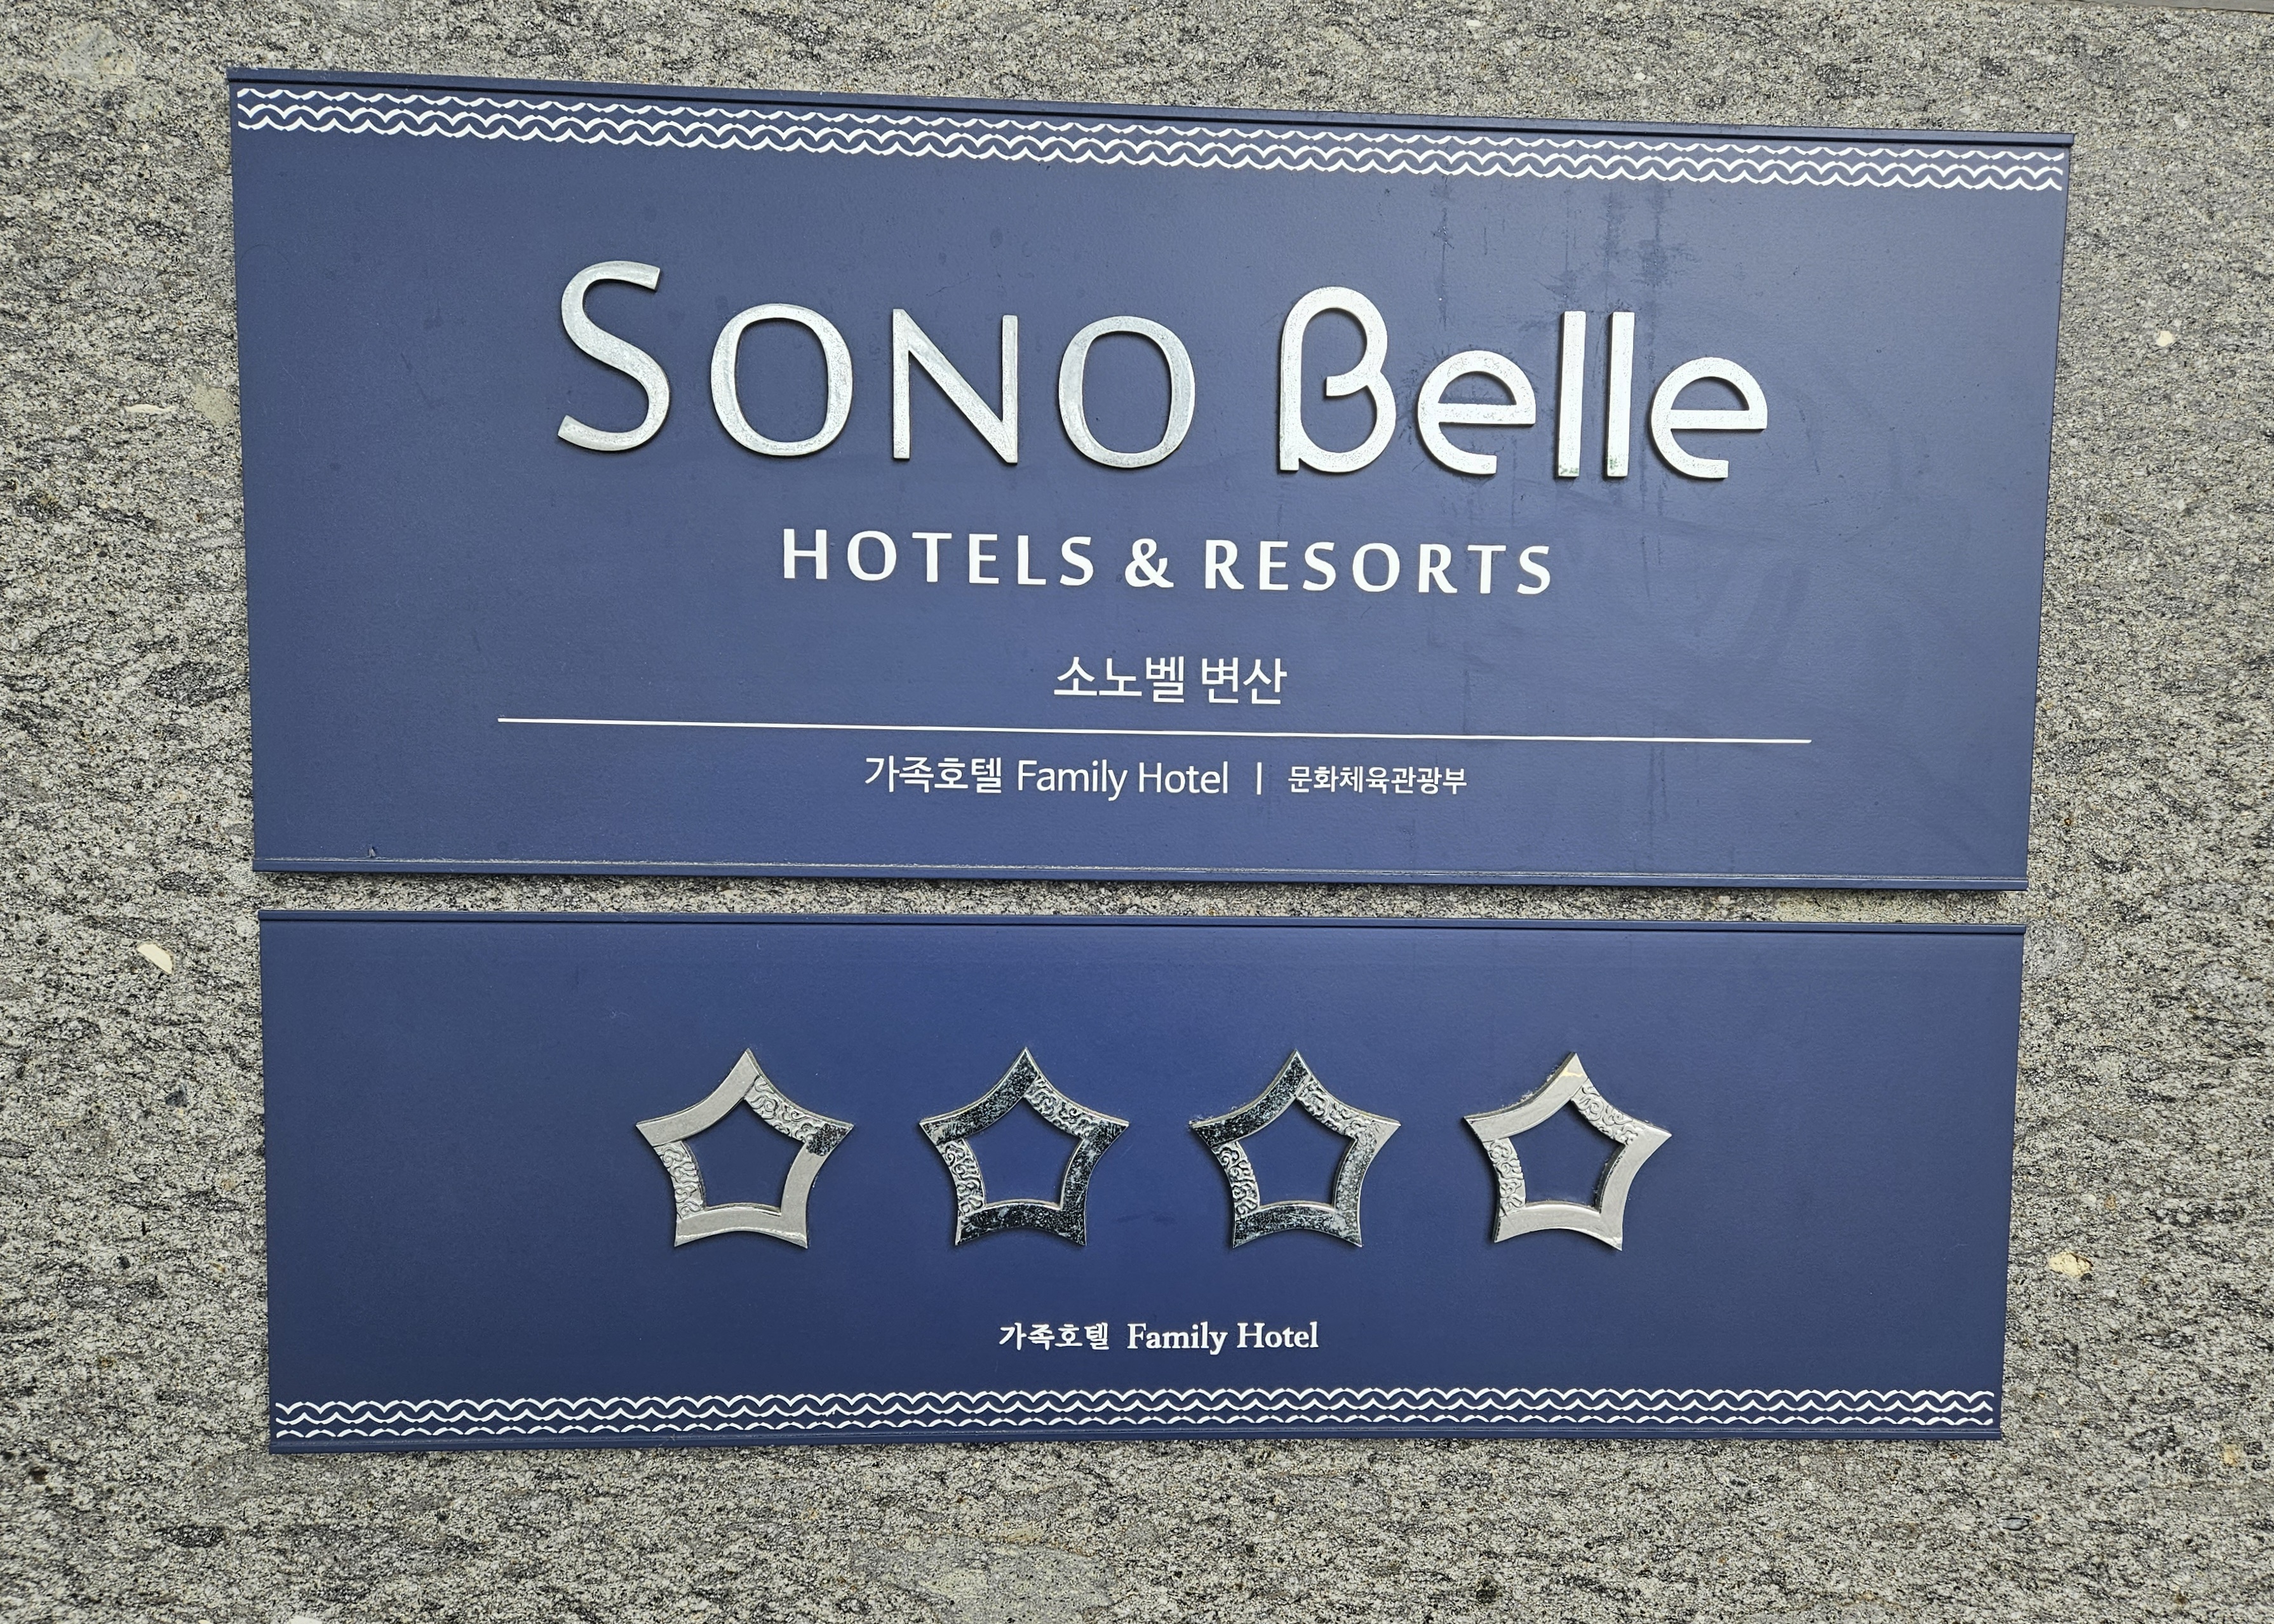 SONO Belle
HOTELS & RESORTS
소노벨 변산
가족호텔 Family Hotel | 문화체육관광부
가족호텔 Family Hotel